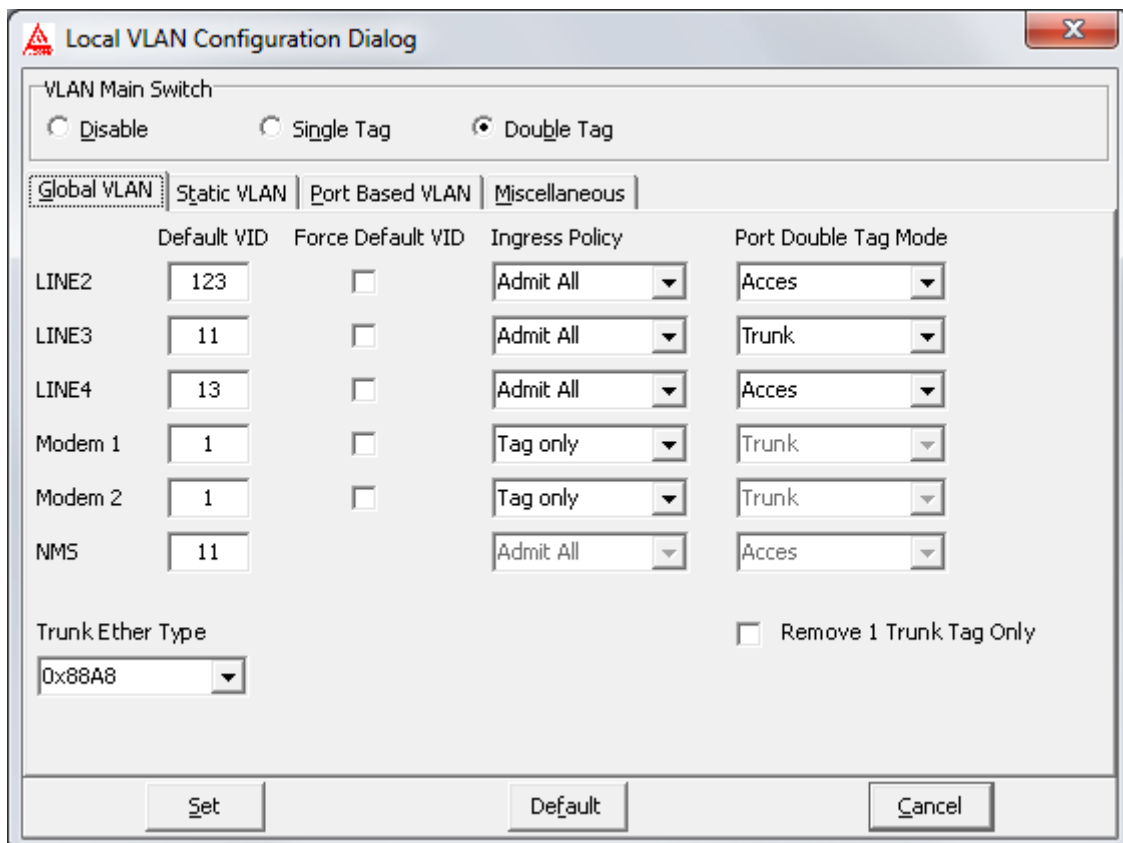 Local VLAN Configuration Dialog
VLAN Main Switch
Disable Single Tag Double Tag
Global VLAN Static VLAN Port Based VLAN Miscellaneous
Default VID Force Default VID Ingress Policy Port Double Tag Mode
LINE2 123 Admit All Acces
LINE3 11 Admit All Trunk
LINE4 13 Admit All Acces
Modem 1 1 Tag only Trunk
Modem 2 1 Tag only Trunk
NMS 11 Admit All Acces
Trunk Ether Type Remove 1 Trunk Tag Only
0x88A8
Set Default Cancel